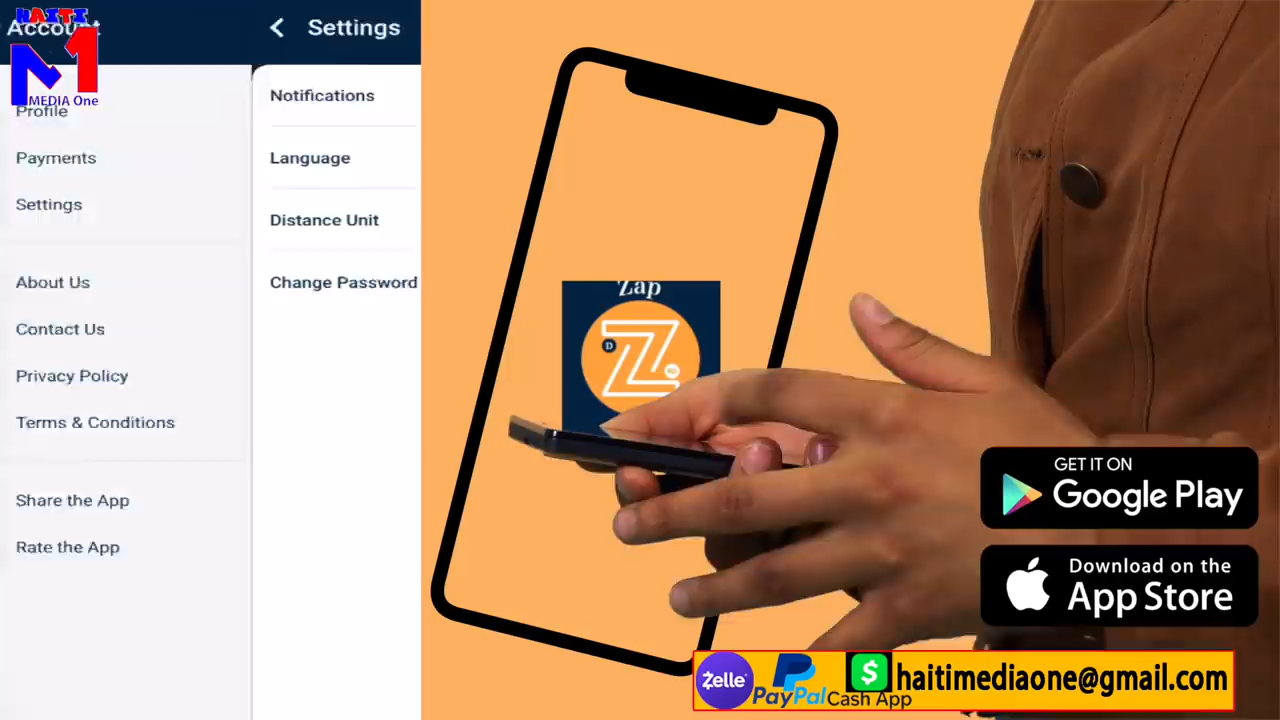 HAITI
M1
MEDIA One
Account
Profile
Payments
Settings
About Us
Contact Us
Privacy Policy
Terms & Conditions
Share the App
Rate the App
Settings
Notifications
Language
Distance Unit
Change Password
Zap
D
Z
GET IT ON
Google Play
Download on the
App Store
Zelle
PayPal
$
Cash App
haitimediaone@gmail.com